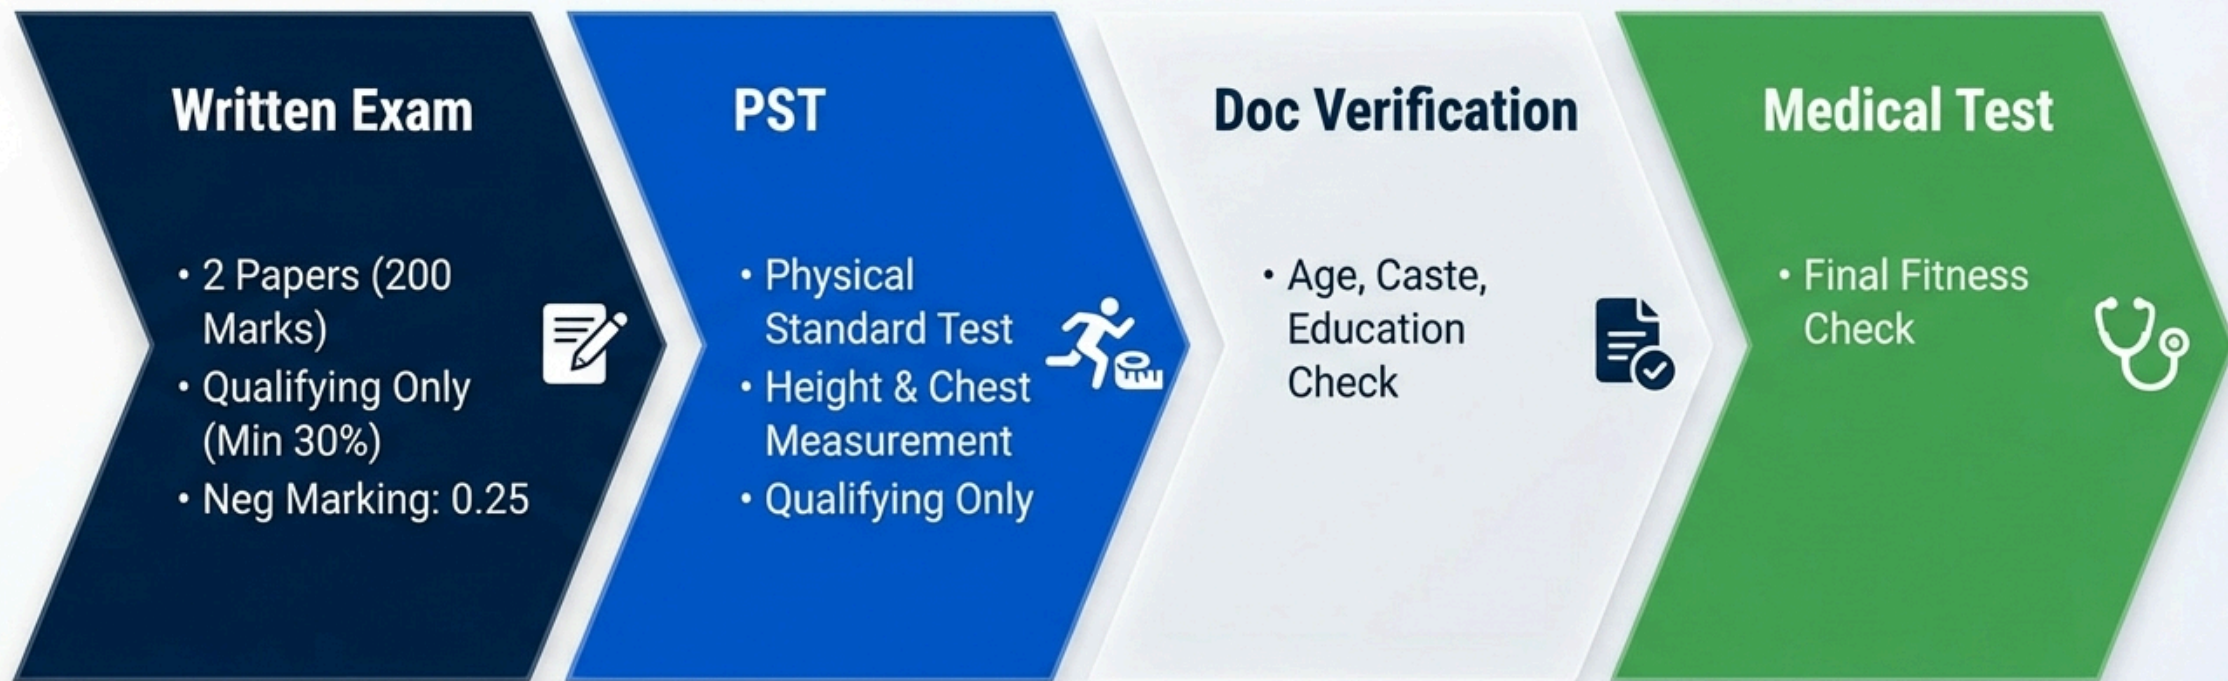 Written Exam
• 2 Papers (200
Marks)
• Qualifying Only
(Min 30%)
• Neg Marking: 0.25
PST
• Physical
Standard Test
• Height & Chest
Measurement
• Qualifying Only
Doc Verification
• Age, Caste,
Education
Check
Medical Test
• Final Fitness
Check